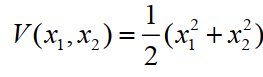 V(x₁, x₂) = 1/2 (x₁² + x₂²)